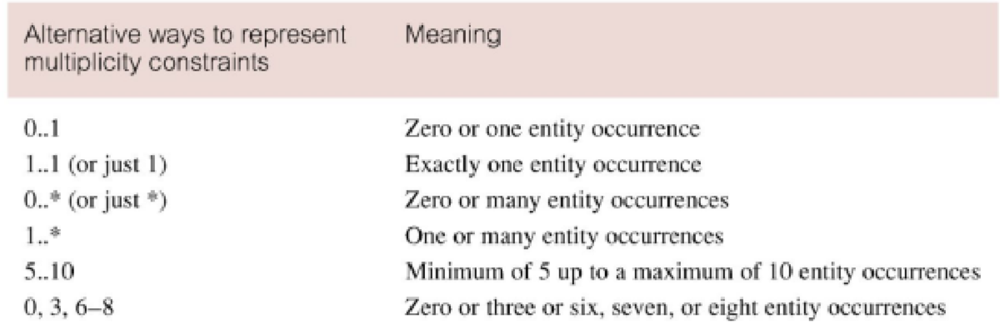 Alternative ways to represent Meaning
multiplicity constraints
0..1 Zero or one entity occurrence
1..1 (or just 1) Exactly one entity occurrence
0..* (or just *) Zero or many entity occurrences
1..* One or many entity occurrences
5..10 Minimum of 5 up to a maximum of 10 entity occurrences
0, 3, 6–8 Zero or three or six, seven, or eight entity occurrences